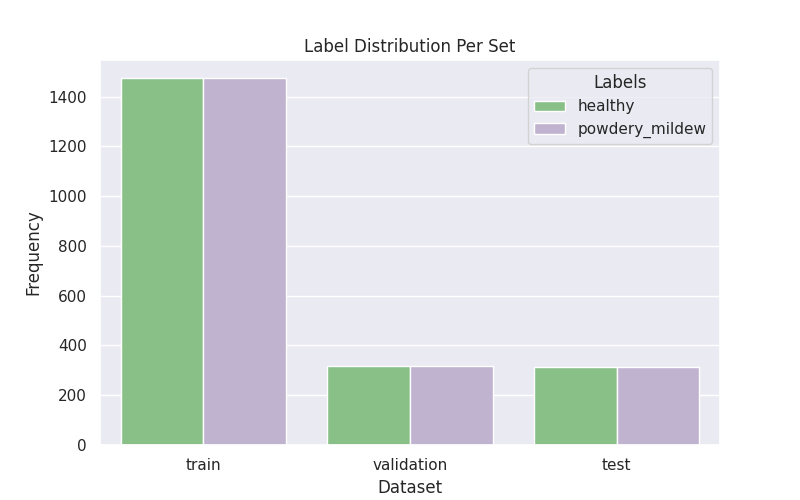 Label Distribution Per Set
Labels
healthy
powdery_mildew
Frequency
1400
1200
1000
800
600
400
200
0
train validation test
Dataset